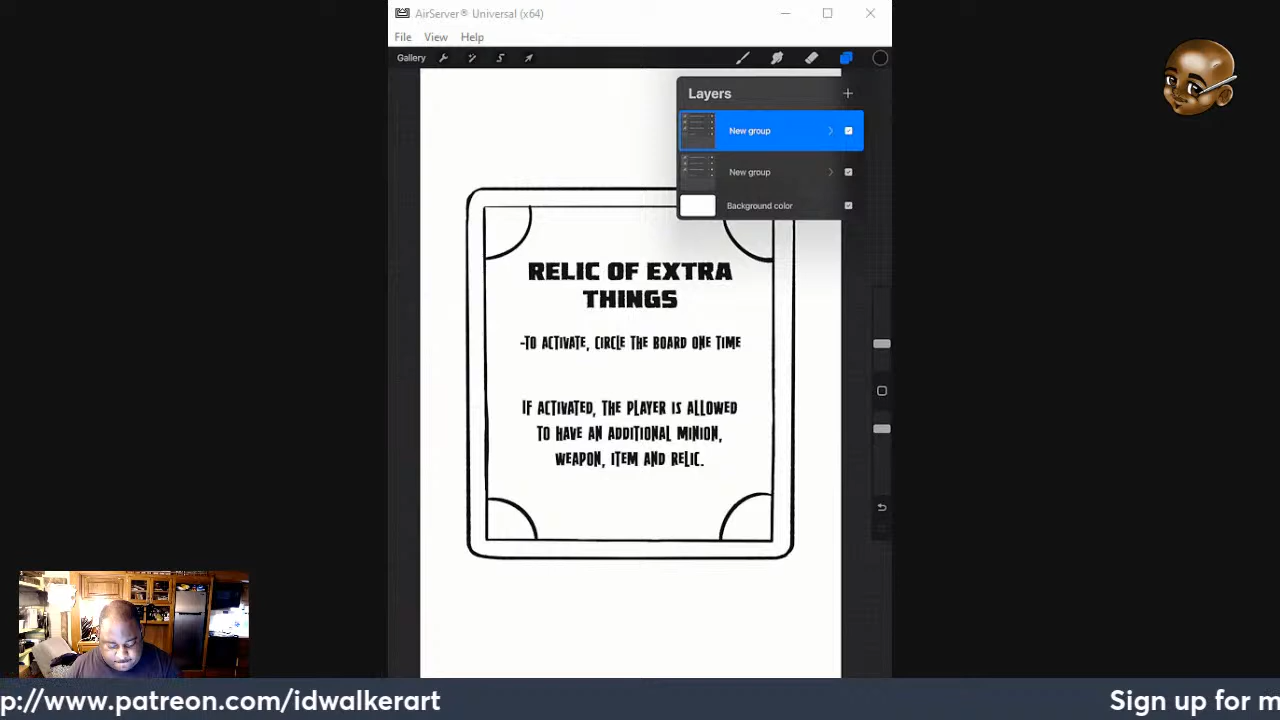 AirServer® Universal (x64)
File View Help
Gallery
Layers
New group
New group
Background color
RELIC OF EXTRA
THINGS
-TO ACTIVATE, CIRCLE THE BOARD ONE TIME
IF ACTIVATED, THE PLAYER IS ALLOWED
TO HAVE AN ADDITIONAL MINION,
WEAPON, ITEM AND RELIC.
p://www.patreon.com/idwalkerart Sign up for m